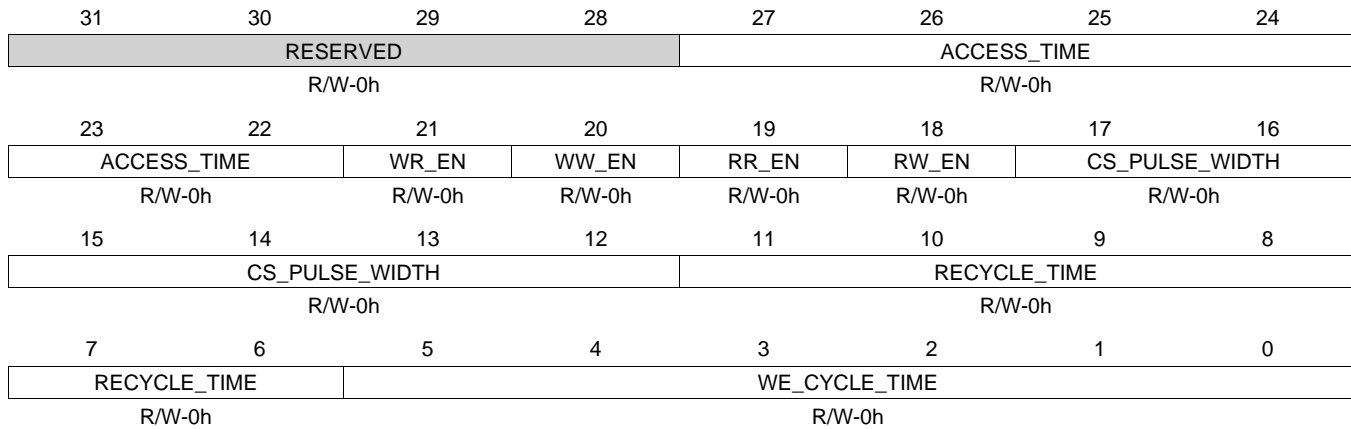 31 30 29 28 27 26 25 24
RESERVED ACCESS_TIME
R/W-0h R/W-0h
23 22 21 20 19 18 17 16
ACCESS_TIME WR_EN WW_EN RR_EN RW_EN CS_PULSE_WIDTH
R/W-0h R/W-0h R/W-0h R/W-0h R/W-0h R/W-0h
15 14 13 12 11 10 9 8
CS_PULSE_WIDTH RECYCLE_TIME
R/W-0h R/W-0h
7 6 5 4 3 2 1 0
RECYCLE_TIME WE_CYCLE_TIME
R/W-0h R/W-0h